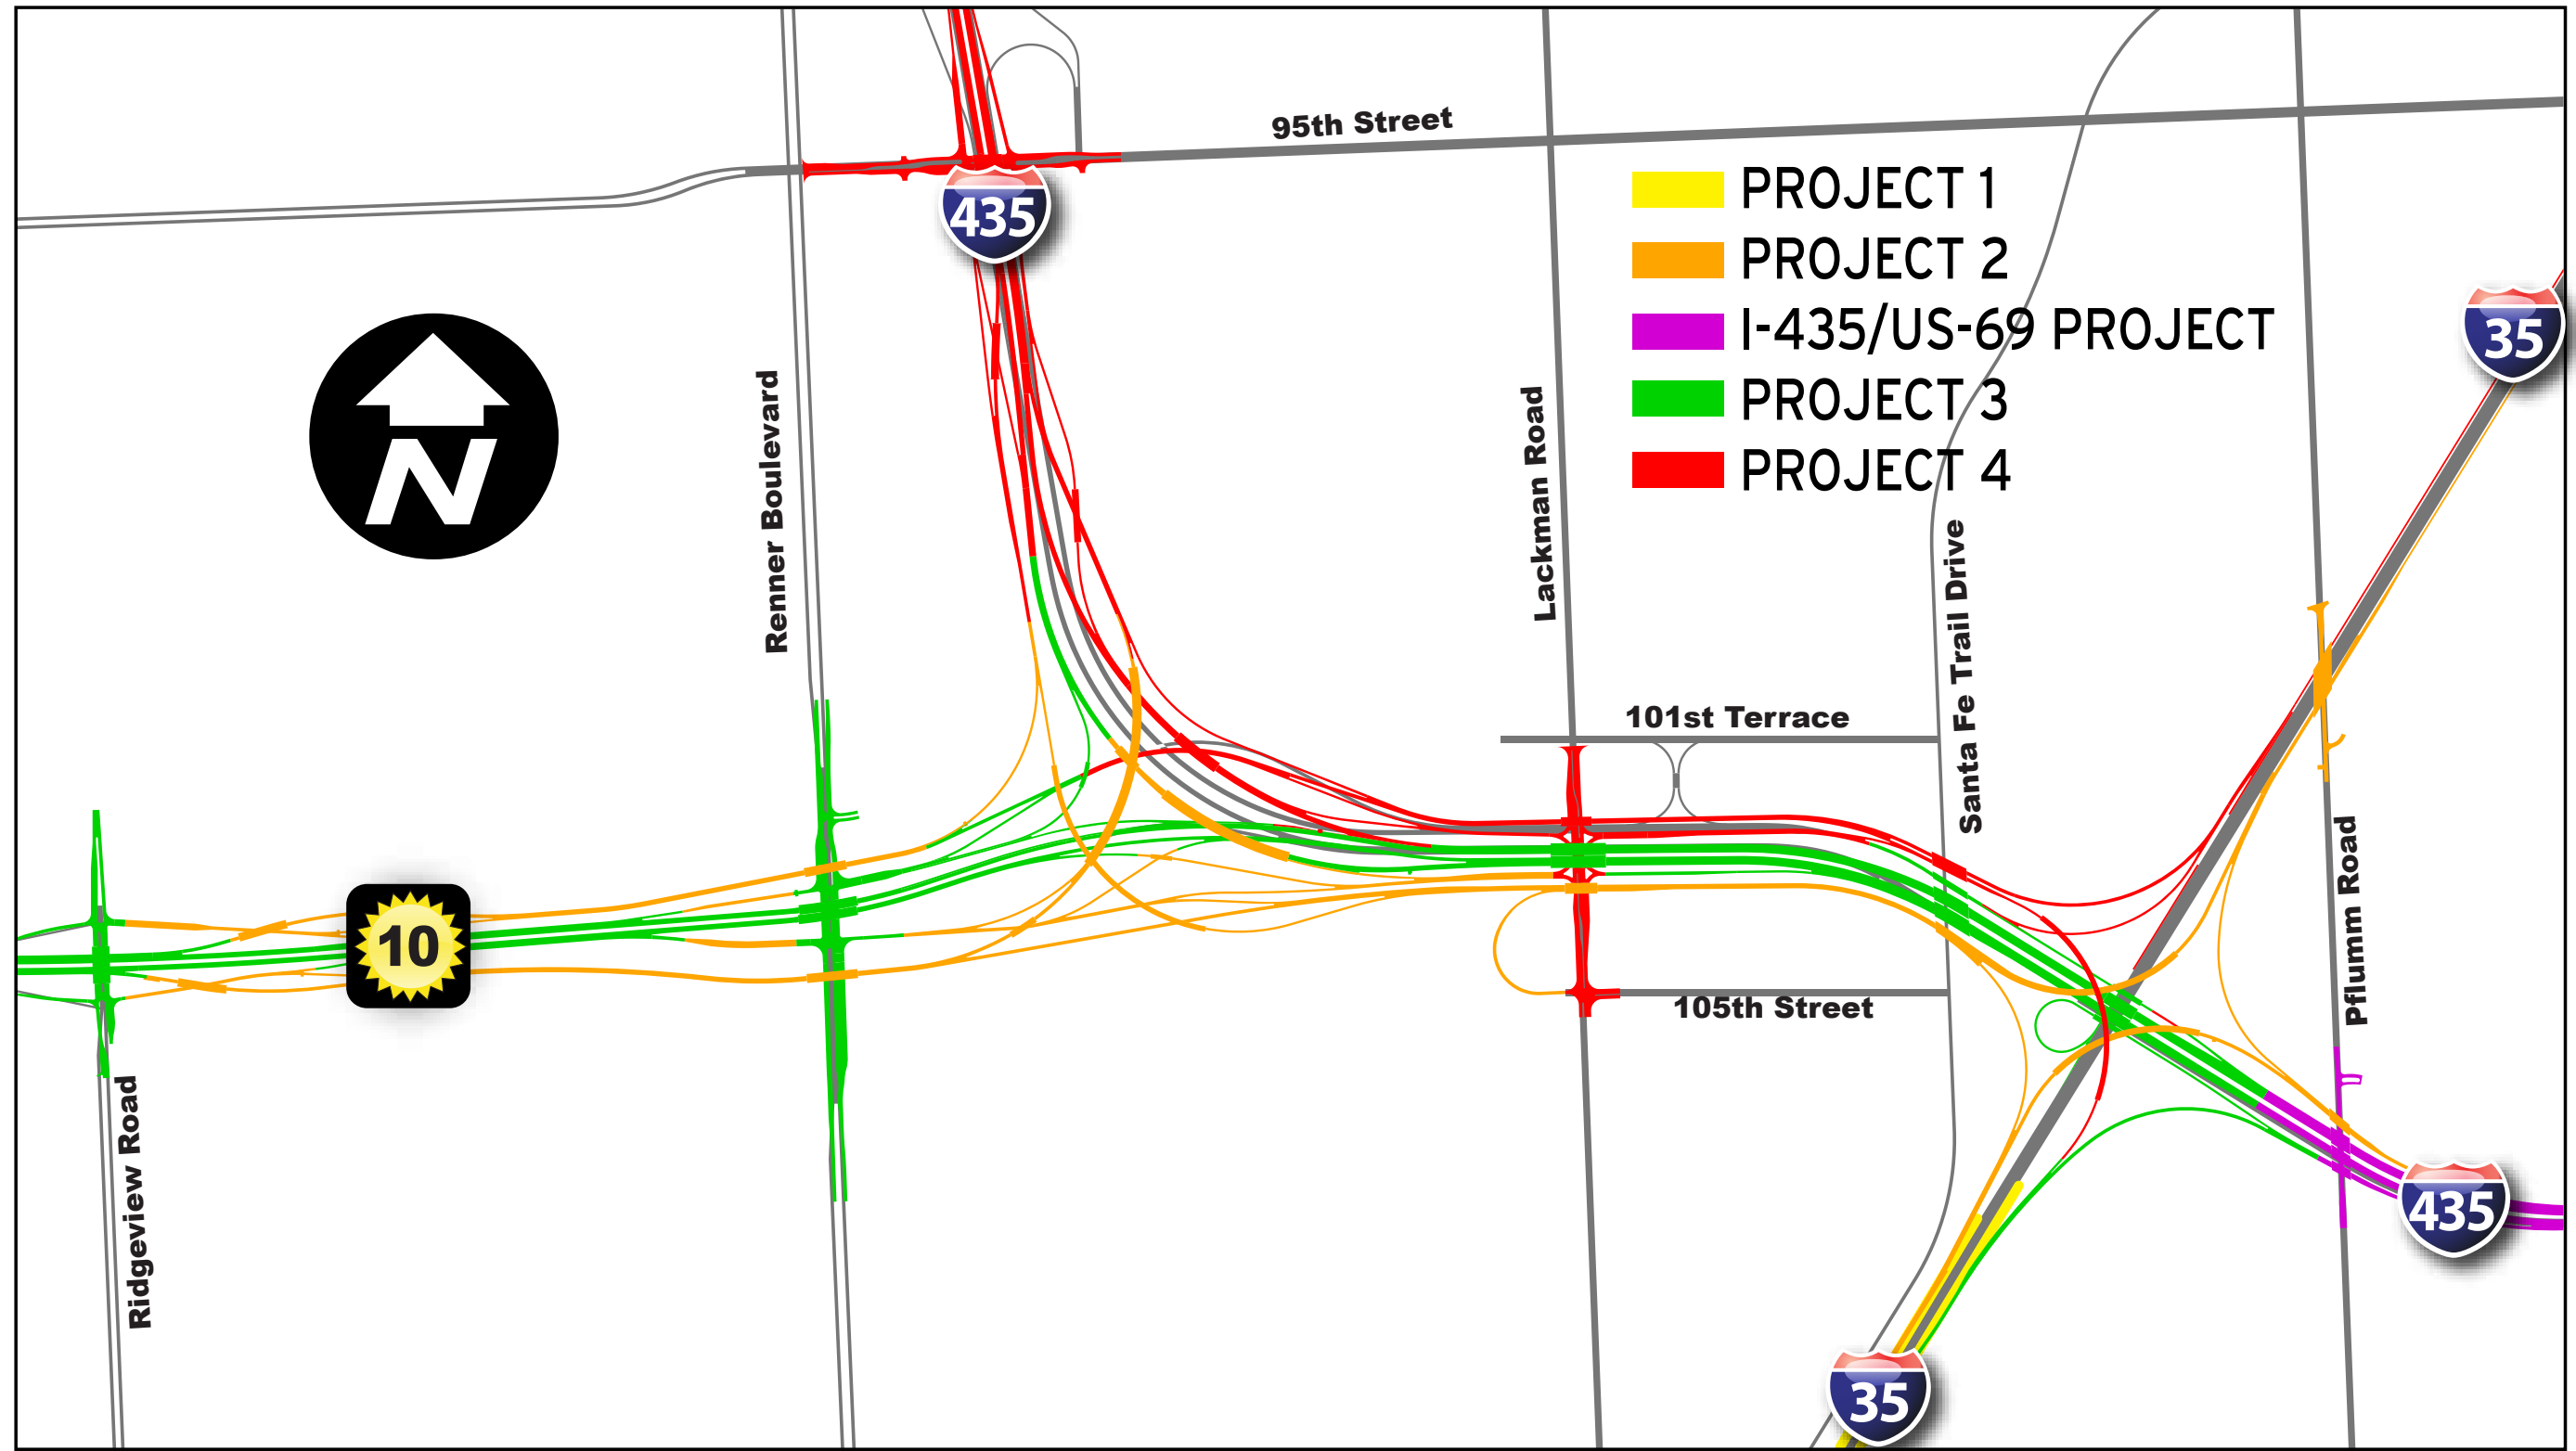 95th Street
435
PROJECT 1
PROJECT 2
I-435/US-69 PROJECT
PROJECT 3
PROJECT 4
35
N
Renner Boulevard
Lackman Road
Santa Fe Trail Drive
101st Terrace
Pflumm Road
10
105th Street
Ridgeview Road
435
35